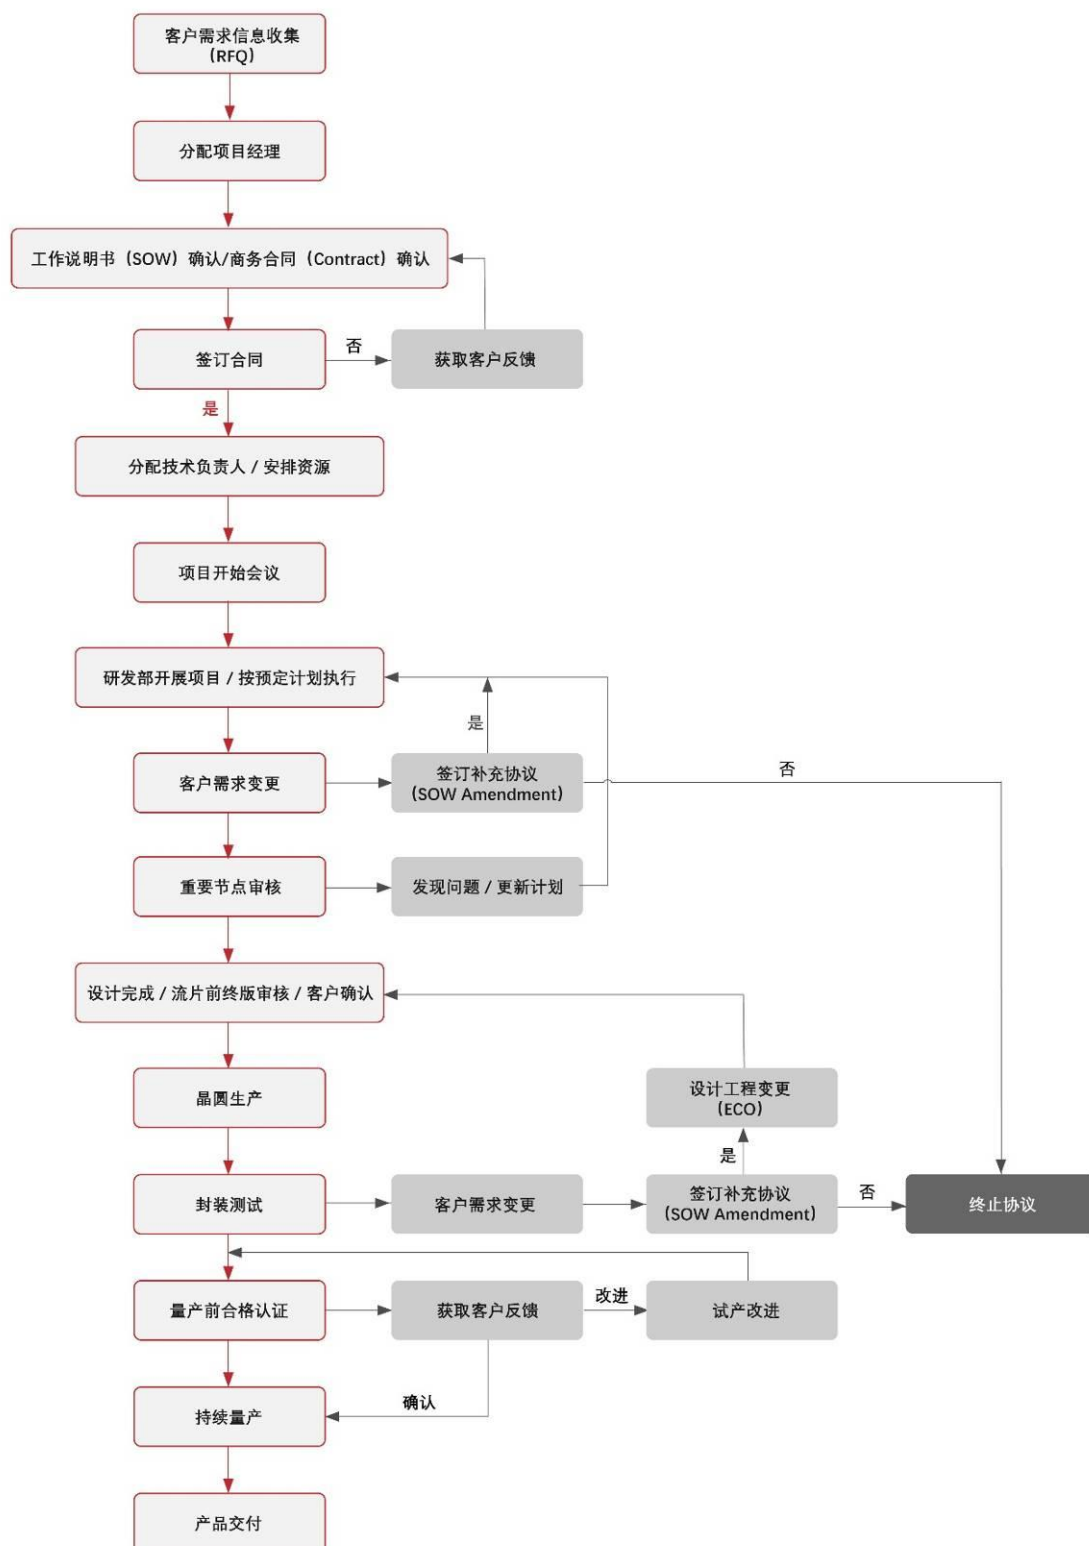 客户需求信息收集
（RFQ）
分配项目经理
工作说明书（SOW）确认/商务合同（Contract）确认
签订合同
否
获取客户反馈
是
分配技术负责人 / 安排资源
项目开始会议
研发部开展项目 / 按预定计划执行
是
客户需求变更
签订补充协议
（SOW Amendment）
否
重要节点审核
发现问题 / 更新计划
设计完成 / 流片前终版审核 / 客户确认
晶圆生产
设计工程变更
（ECO）
是
封装测试
客户需求变更
签订补充协议
（SOW Amendment）
否
终止协议
量产前合格认证
获取客户反馈
改进
试产改进
确认
持续量产
产品交付